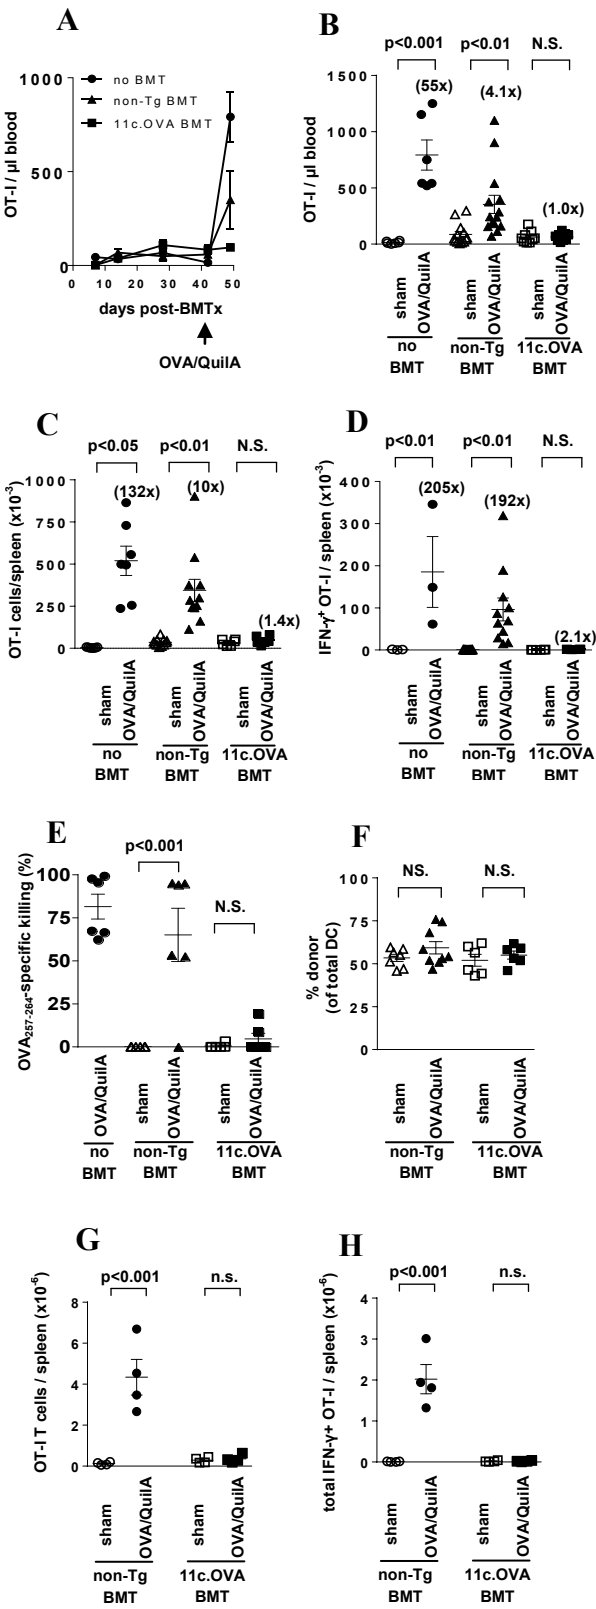 A
OT-I / µl blood
1000
500
0
no BMT
non-Tg BMT
11c.OVA BMT
0 10 20 30 40 50
days post-BMTx
OVA/QuilA
B
p<0.001 p<0.01 N.S.
OT-I / µl blood
1500
1000
500
0
(55x)
(4.1x)
(1.0x)
sham OVA/QuilA sham OVA/QuilA sham OVA/QuilA
no non-Tg 11c.OVA
BMT BMT BMT
C
p<0.05 p<0.01 N.S.
OT-I cells/spleen (x10-3)
1000
750
500
250
0
(132x)
(10x)
(1.4x)
sham OVA/QuilA sham OVA/QuilA sham OVA/QuilA
no non-Tg 11c.OVA
BMT BMT BMT
D
p<0.01 p<0.01 N.S.
IFN-γ+ OT-I / spleen (x10-3)
400
300
200
100
0
(205x)
(192x)
(2.1x)
sham OVA/QuilA sham OVA/QuilA sham OVA/QuilA
no non-Tg 11c.OVA
BMT BMT BMT
E
p<0.001
N.S.
OVA257-264-specific killing (%)
100
75
50
25
0
OVA/QuilA sham OVA/QuilA sham OVA/QuilA
no non-Tg 11c.OVA
BMT BMT BMT
F
NS. N.S.
% donor
(of total DC)
100
75
50
25
0
sham OVA/QuilA sham OVA/QuilA
non-Tg 11c.OVA
BMT BMT
G
p<0.001 n.s.
OT-I T cells / spleen (x10-6)
8
6
4
2
0
sham OVA/QuilA sham OVA/QuilA
non-Tg 11c.OVA
BMT BMT
H
p<0.001 n.s.
total IFN-γ+ OT-I / spleen (x10-6)
4
3
2
1
0
sham OVA/QuilA sham OVA/QuilA
non-Tg 11c.OVA
BMT BMT